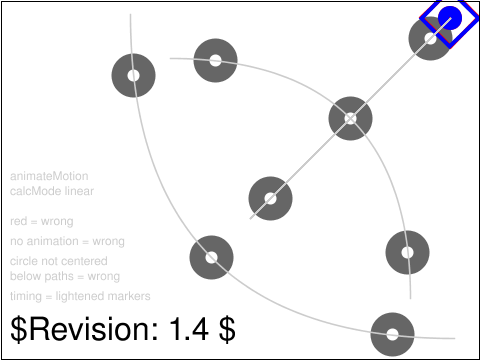 animateMotion
calcMode linear
red = wrong
no animation = wrong
circle not centered
below paths = wrong
timing = lightened markers
$Revision: 1.4 $